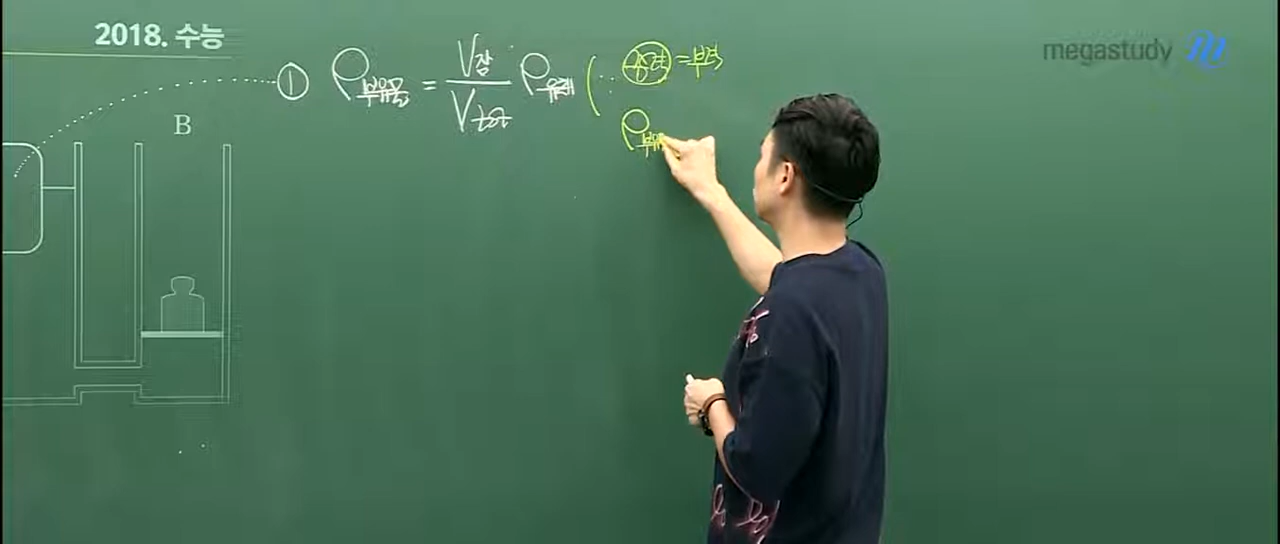 2018. 수능
megastudy
① ρ부유물 = V잠/V전체 ρ유체 ( ∵ 중력 = 부력
B
ρ부유